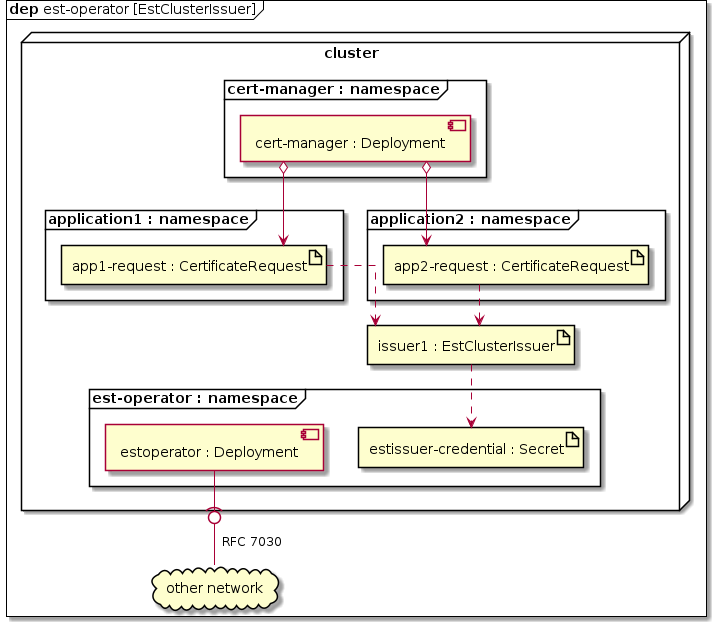 dep est-operator [EstClusterIssuer]
cluster
cert-manager : namespace
cert-manager : Deployment
application1 : namespace
application2 : namespace
app1-request : CertificateRequest
app2-request : CertificateRequest
issuer1 : EstClusterIssuer
est-operator : namespace
estoperator : Deployment
estissuer-credential : Secret
RFC 7030
other network